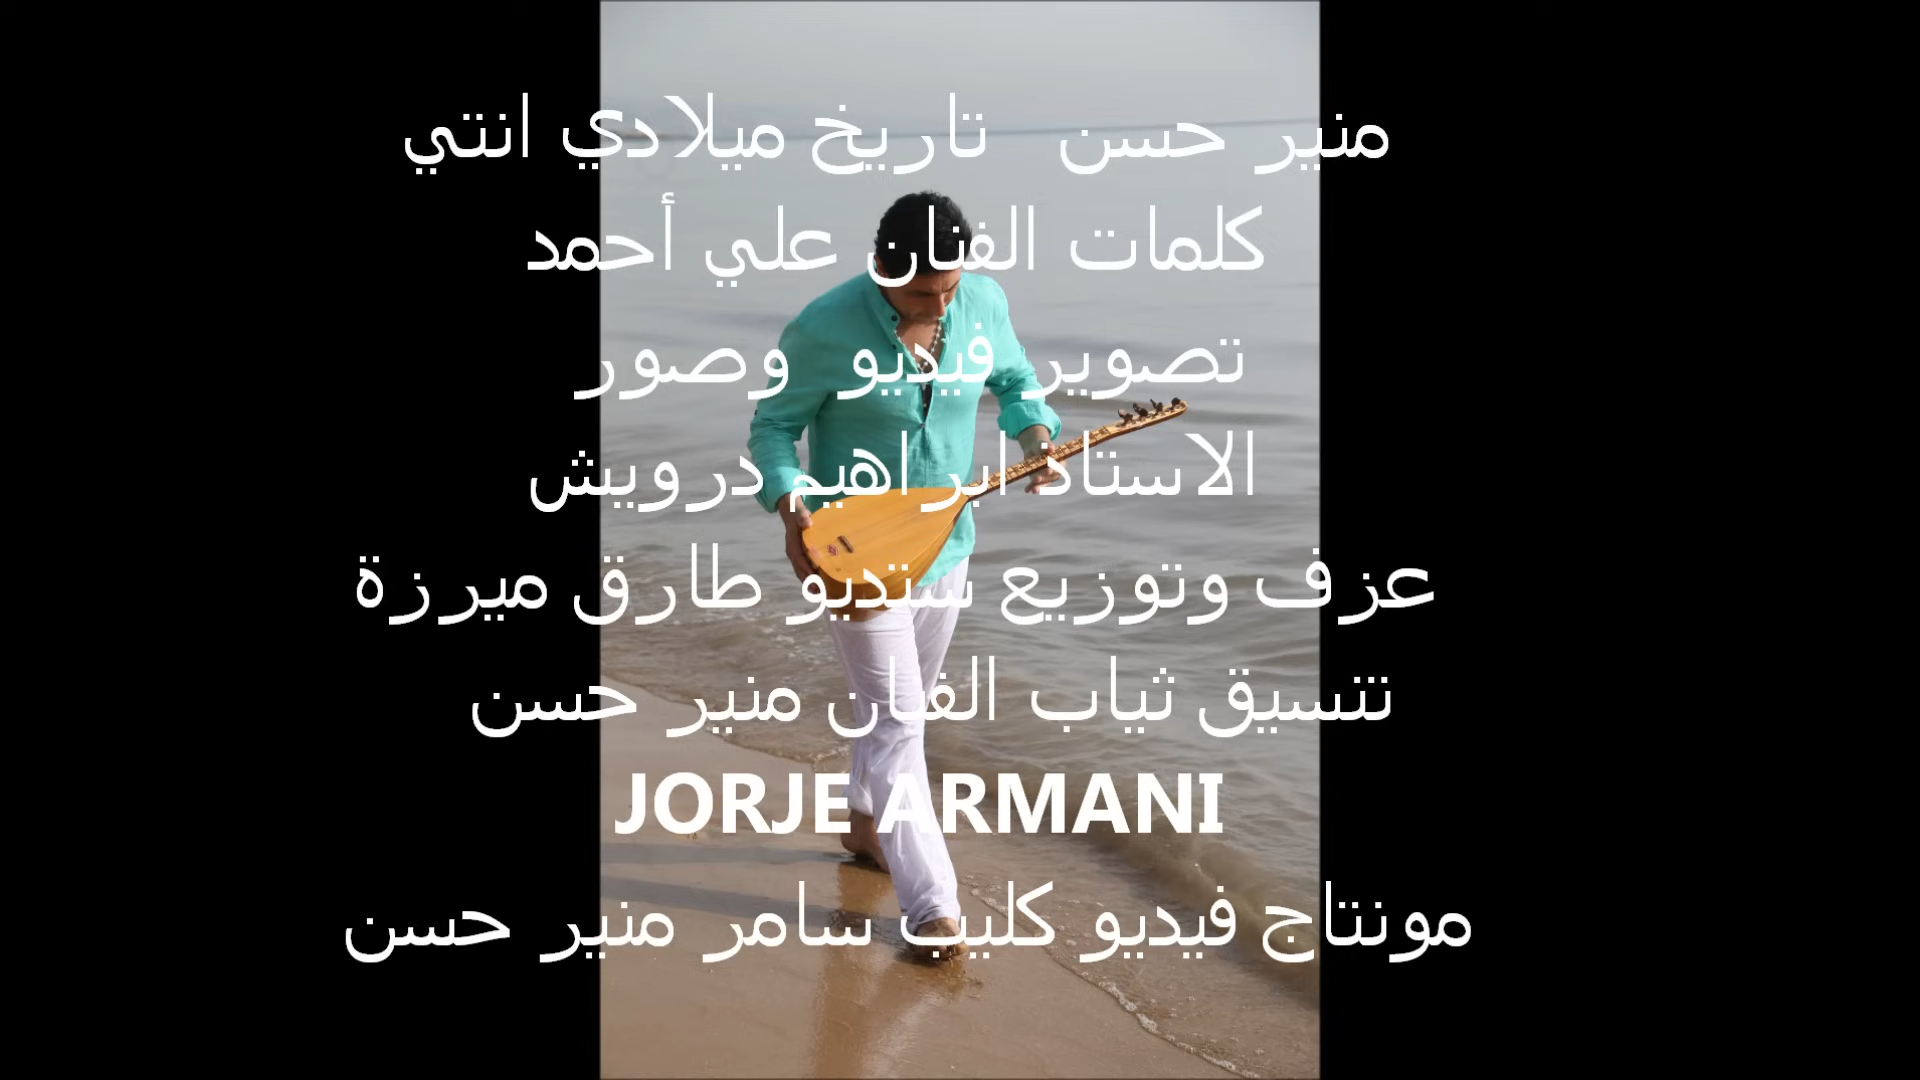 منير حسن   تاريخ ميلادي انتي
كلمات الفنان علي أحمد
تصوير فيديو  وصور
الاستاذ ابراهيم درويش
عزف وتوزيع ستديو طارق ميرزة
تتسيق ثياب الفنان منير حسن
JORJE ARMANI
مونتاج فيديو كليب سامر منير حسن